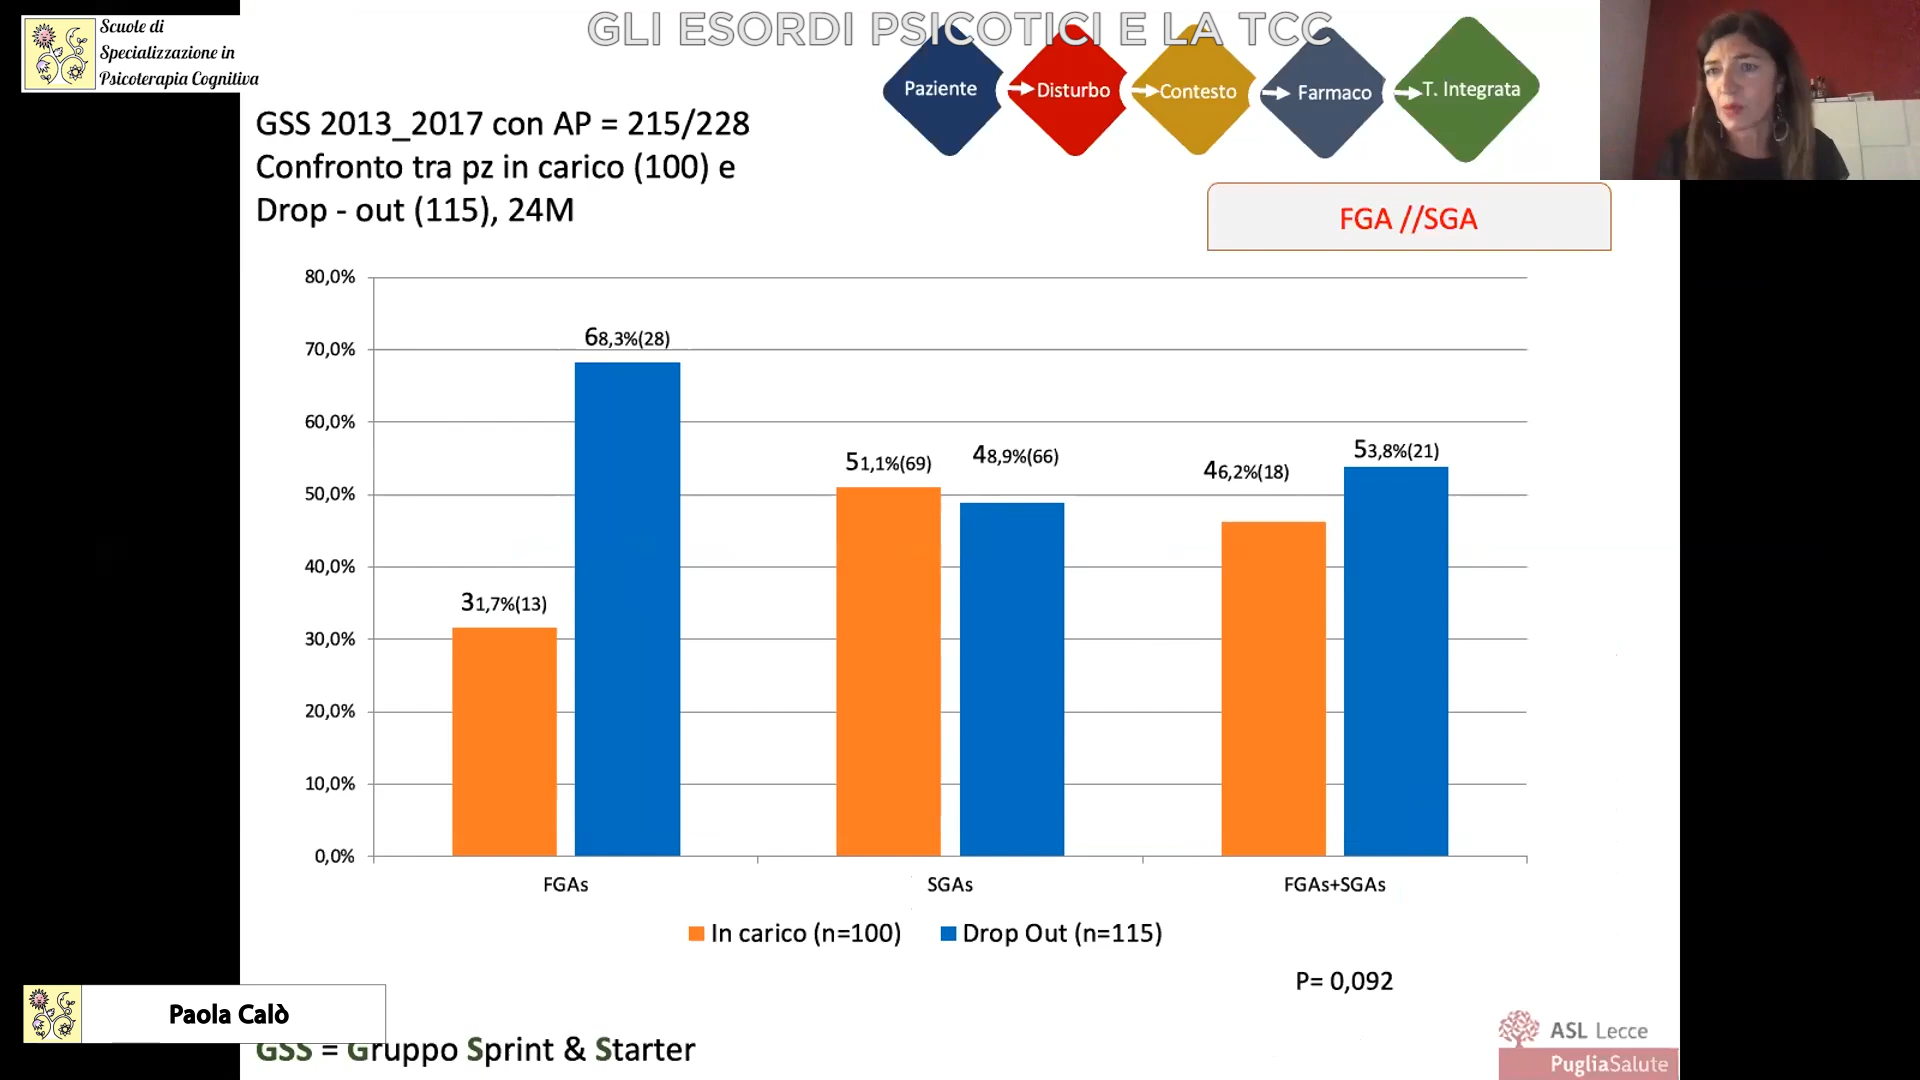 Scuole di
Specializzazione in
Psicoterapia Cognitiva
GLI ESORDI PSICOTICI E LA TCC
Paziente
Disturbo
Contesto
Farmaco
T. Integrata
GSS 2013_2017 con AP = 215/228
Confronto tra pz in carico (100) e
Drop - out (115), 24M
FGA //SGA
80,0%
70,0%
60,0%
50,0%
40,0%
30,0%
20,0%
10,0%
0,0%
31,7%(13)
68,3%(28)
51,1%(69)
48,9%(66)
46,2%(18)
53,8%(21)
FGAs
SGAs
FGAs+SGAs
In carico (n=100)
Drop Out (n=115)
P= 0,092
Paola Calò
GSS = Gruppo Sprint & Starter
ASL Lecce
PugliaSalute